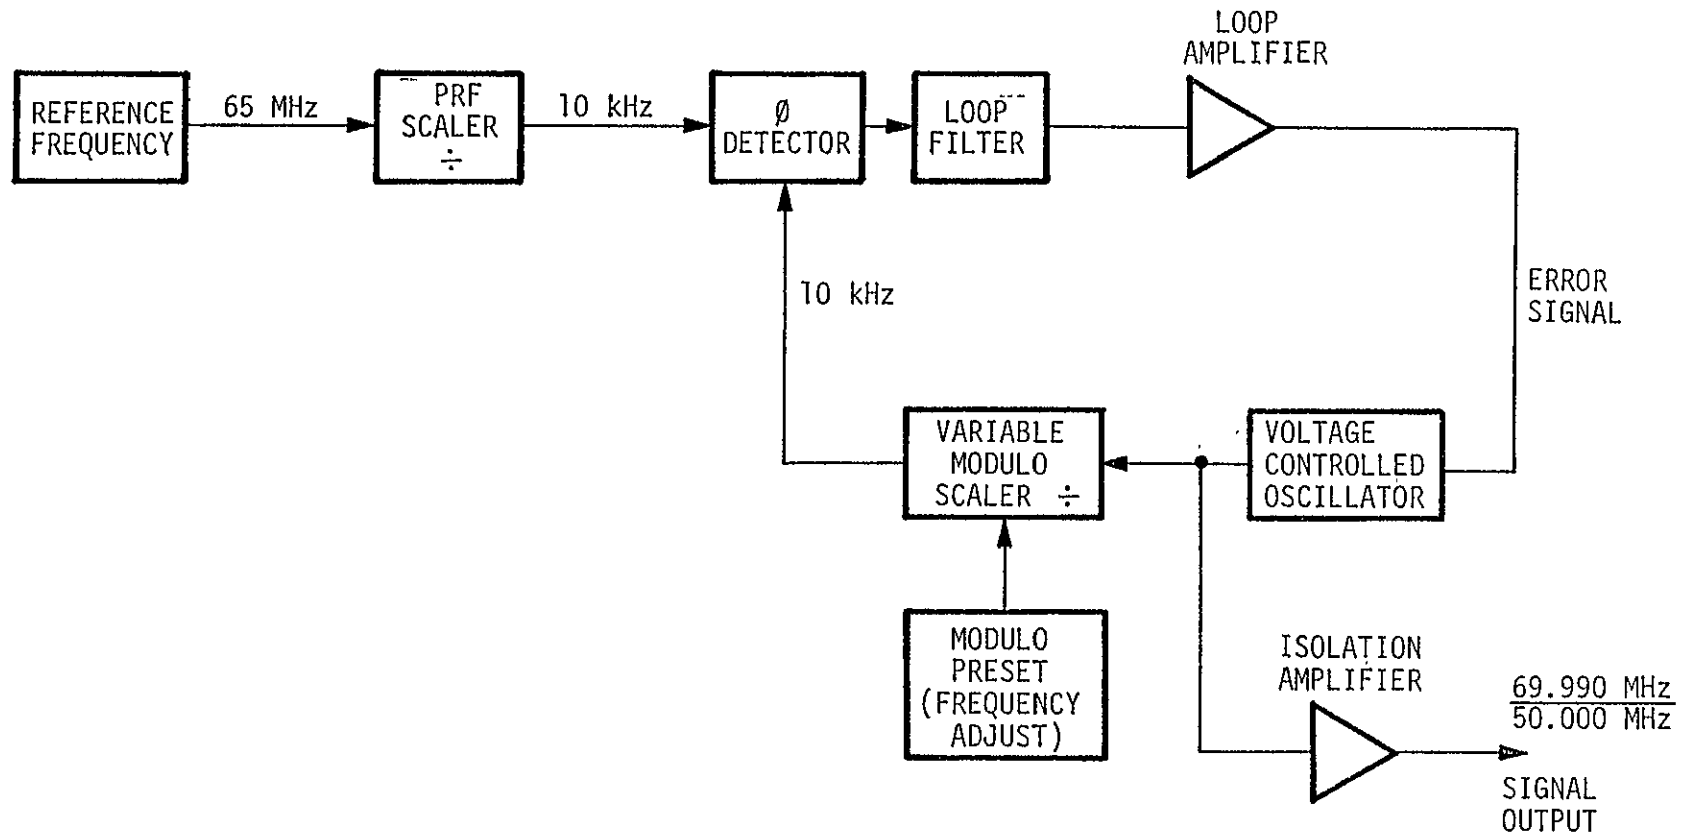 LOOP
AMPLIFIER
REFERENCE
FREQUENCY
65 MHz
PRF
SCALER
÷
10 kHz
Ø
DETECTOR
LOOP
FILTER
ERROR
SIGNAL
10 kHz
VARIABLE
MODULO
SCALER ÷
VOLTAGE
CONTROLLED
OSCILLATOR
MODULO
PRESET
(FREQUENCY
ADJUST)
ISOLATION
AMPLIFIER
69.990 MHz
50.000 MHz
SIGNAL
OUTPUT